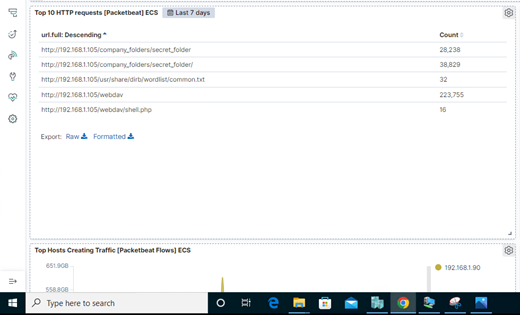 Top 10 HTTP requests [Packetbeat] ECS Last 7 days
url.full: Descending Count
http://192.168.1.105/company_folders/secret_folder 28,238
http://192.168.1.105/company_folders/secret_folder/ 38,829
http://192.168.1.105/usr/share/dirb/wordlist/common.txt 32
http://192.168.1.105/webdav 223,755
http://192.168.1.105/webdav/shell.php 16
Export: Raw Formatted
Top Hosts Creating Traffic [Packetbeat Flows] ECS
651.9GB
192.168.1.90
558.8GB
Type here to search